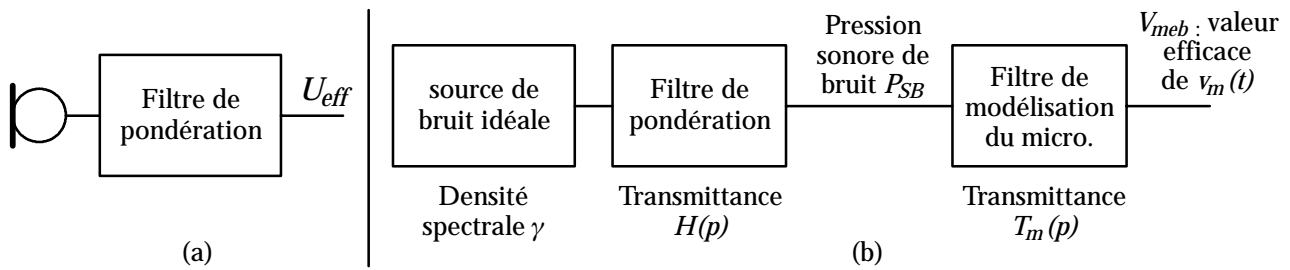 Filtre de
pondération
U_eff
(a)
source de
bruit idéale
Densité
spectrale γ
Filtre de
pondération
Transmittance
H(p)
Pression
sonore de
bruit P_SB
(b)
Filtre de
modélisation
du micro.
Transmittance
T_m(p)
V_meb : valeur
efficace
de v_m(t)